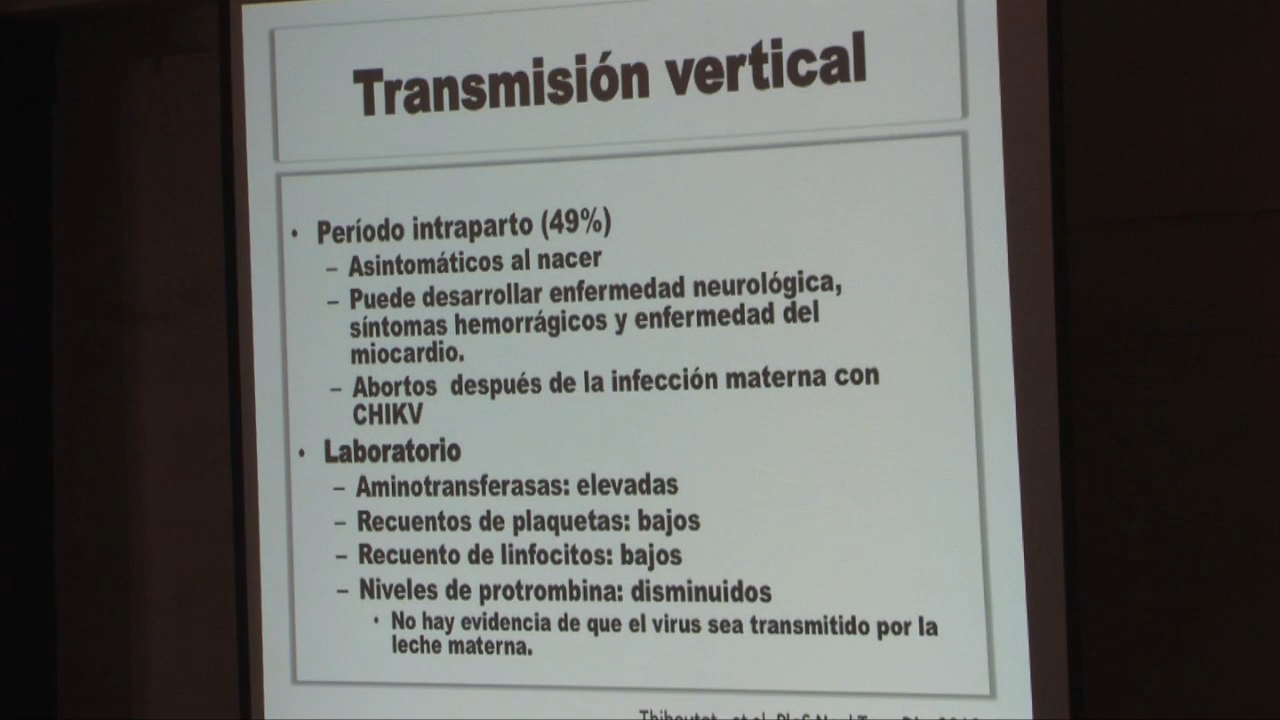 Transmisión vertical
• Período intraparto (49%)
– Asintomáticos al nacer
– Puede desarrollar enfermedad neurológica,
síntomas hemorrágicos y enfermedad del
miocardio.
– Abortos después de la infección materna con
CHIKV
• Laboratorio
– Aminotransferasas: elevadas
– Recuentos de plaquetas: bajos
– Recuento de linfocitos: bajos
– Niveles de protrombina: disminuidos
• No hay evidencia de que el virus sea transmitido por la
leche materna.